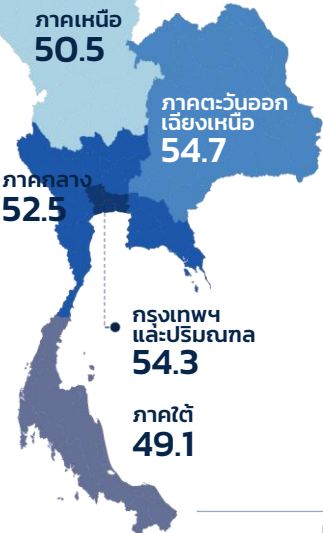 ภาคเหนือ
50.5
ภาคตะวันออก
เฉียงเหนือ
54.7
ภาคกลาง
52.5
กรุงเทพฯ
และปริมณฑล
54.3
ภาคใต้
49.1